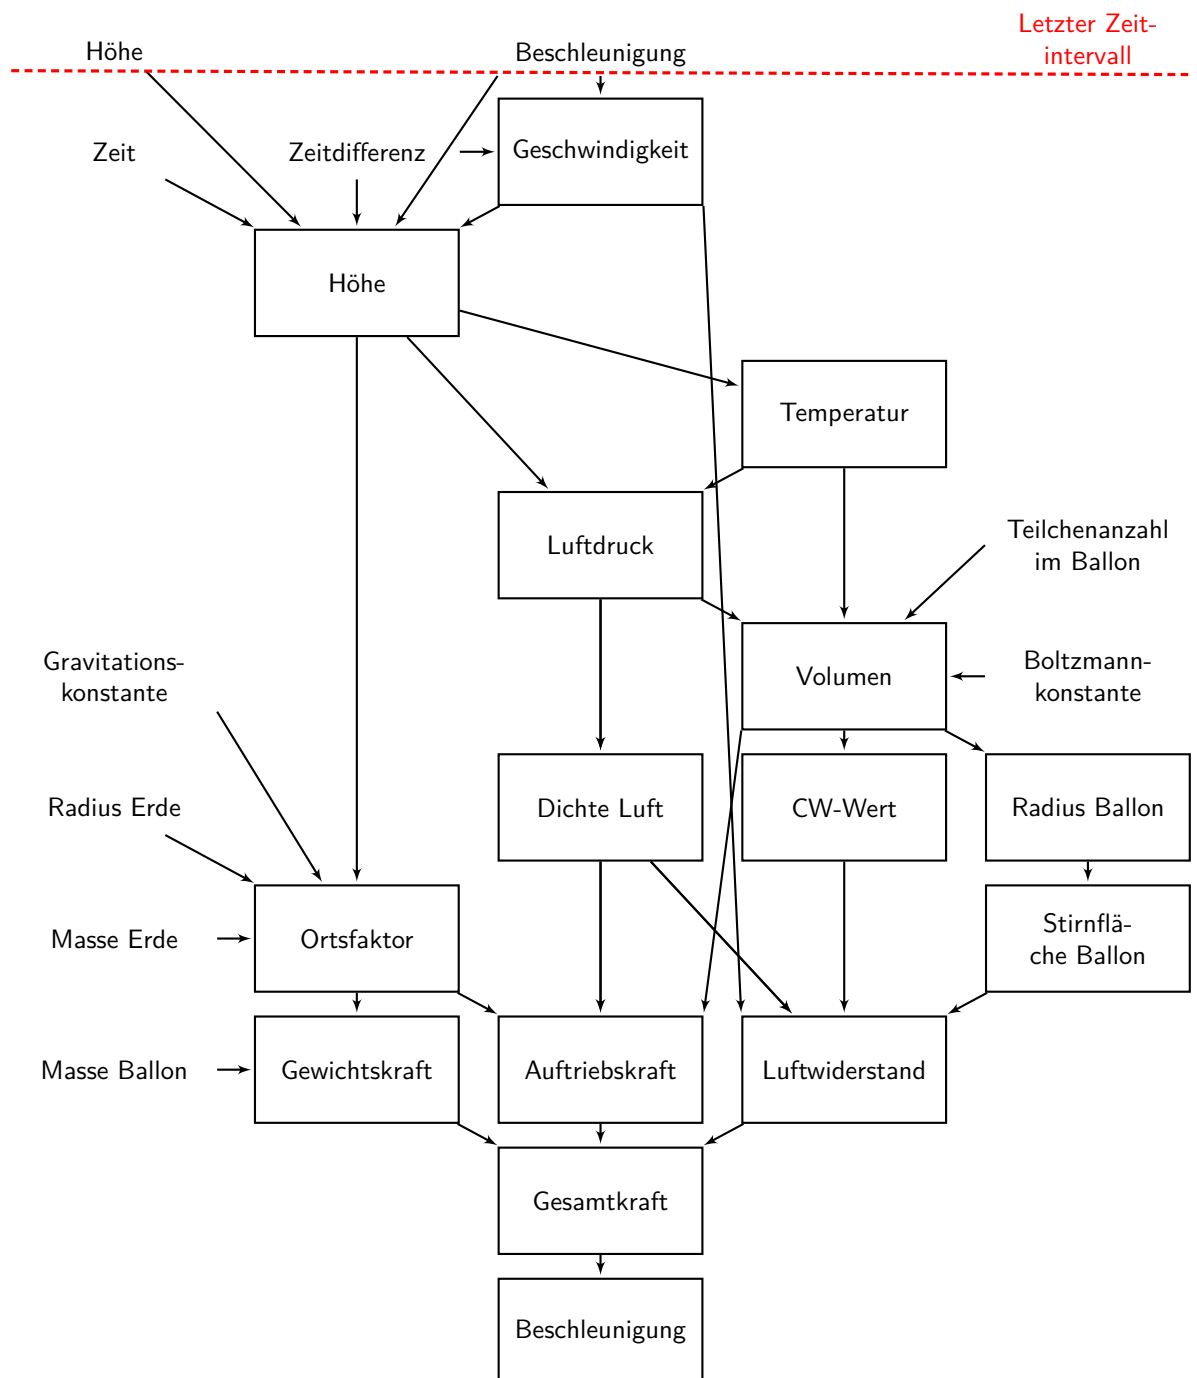 Letzter Zeit-
intervall
Höhe
Beschleunigung
Zeit
Zeitdifferenz
Geschwindigkeit
Höhe
Temperatur
Luftdruck
Teilchenanzahl
im Ballon
Gravitations-
konstante
Volumen
Boltzmann-
konstante
Radius Erde
Dichte Luft
CW-Wert
Radius Ballon
Masse Erde
Ortsfaktor
Stirnflä-
che Ballon
Masse Ballon
Gewichtskraft
Auftriebskraft
Luftwiderstand
Gesamtkraft
Beschleunigung